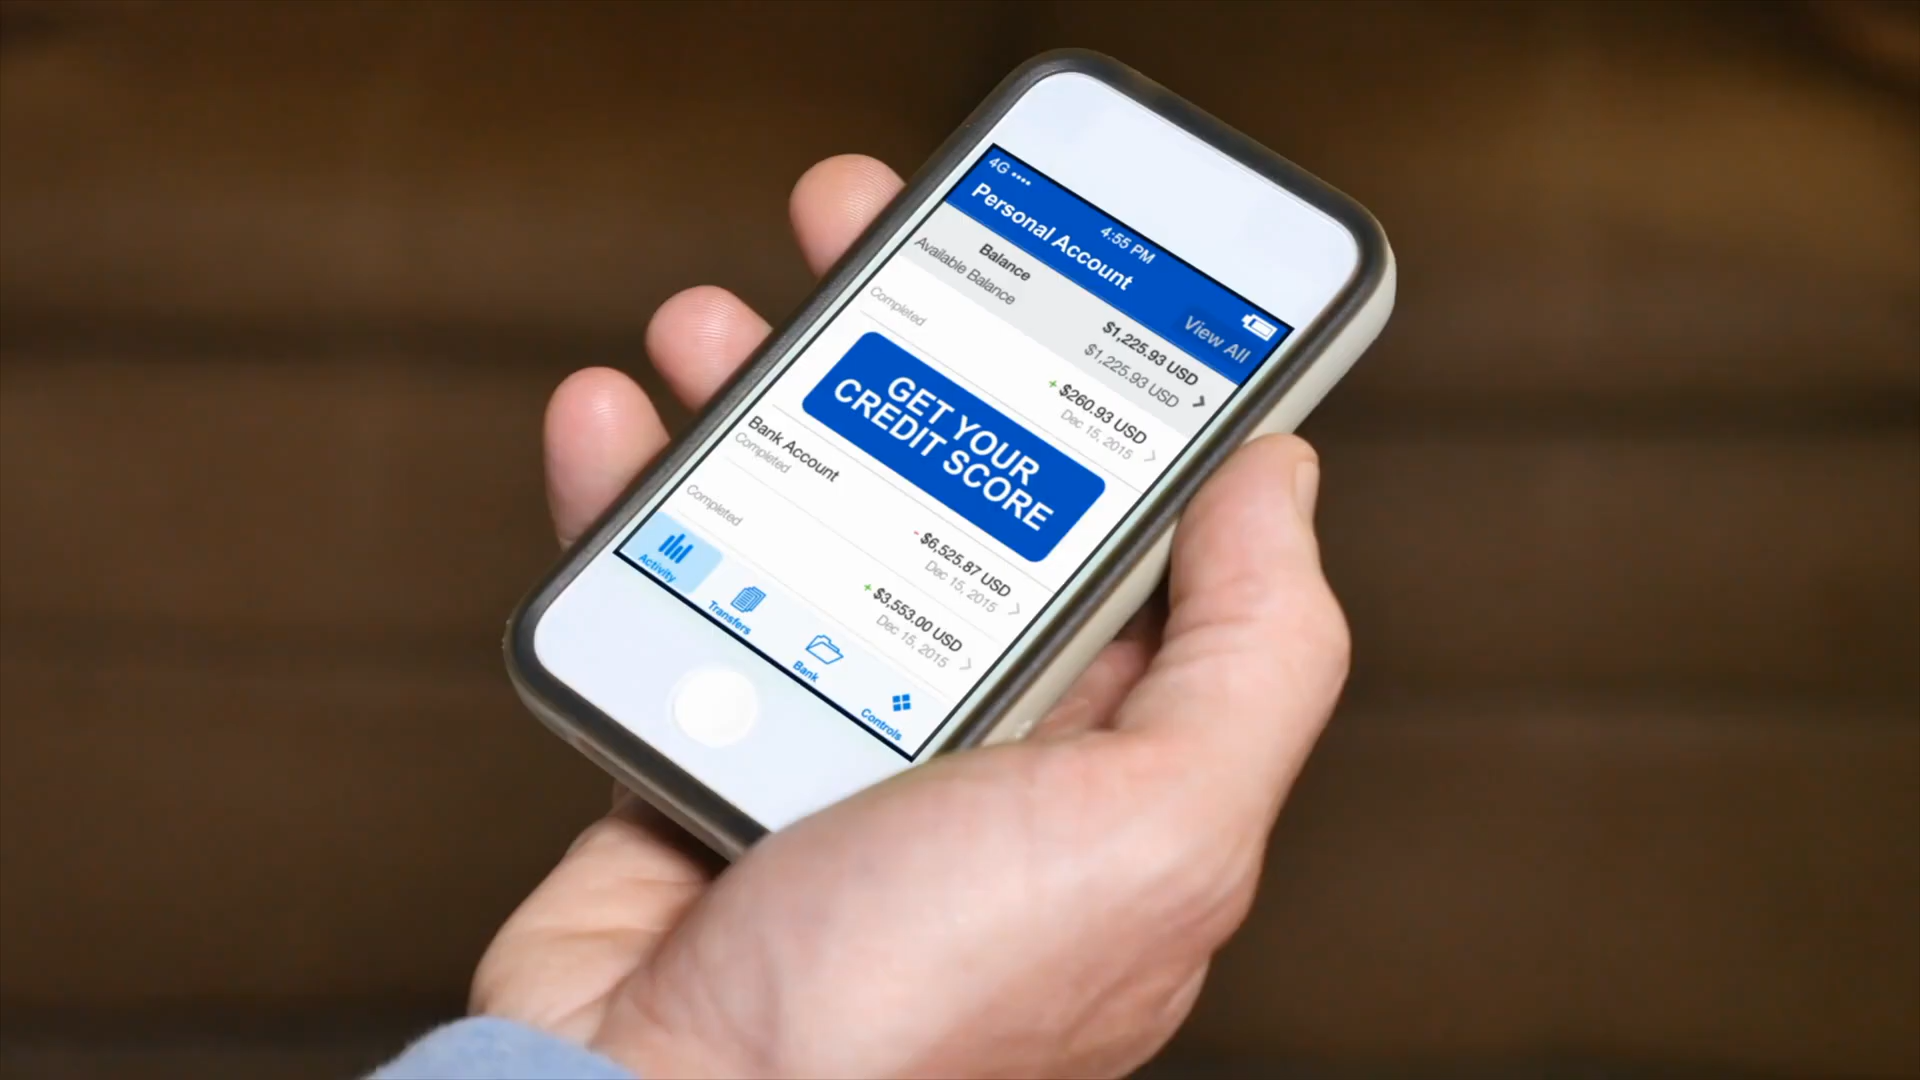 4G
4:55 PM
Personal Account
View All
Balance
$1,225.93 USD
Available Balance
$1,225.93 USD
Completed
+ $260.93 USD
Dec 15, 2015
GET YOUR
CREDIT SCORE
Bank Account
- $6,525.87 USD
Completed
Dec 15, 2015
+ $3,553.00 USD
Completed
Dec 15, 2015
Activity
Transfers
Bank
Controls